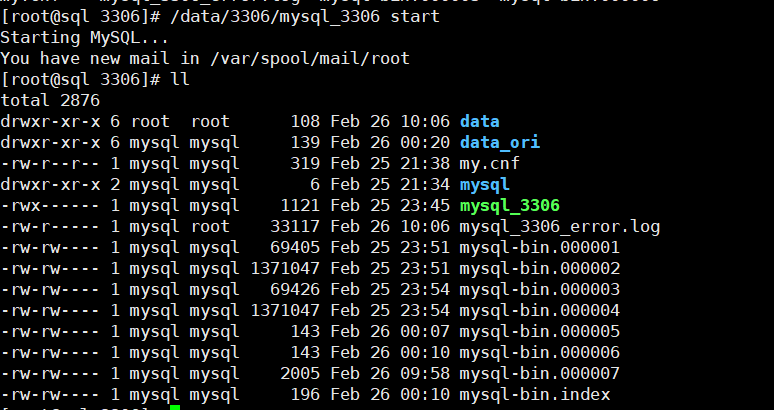 [root@sql 3306]# /data/3306/mysql_3306 start
Starting MySQL...
You have new mail in /var/spool/mail/root
[root@sql 3306]# ll
total 2876
drwxr-xr-x 6 root  root      108 Feb 26 10:06 data
drwxr-xr-x 6 mysql mysql     139 Feb 26 00:20 data_ori
-rw-r--r-- 1 mysql mysql     319 Feb 25 21:38 my.cnf
drwxr-xr-x 2 mysql mysql       6 Feb 25 21:34 mysql
-rwx------ 1 mysql mysql    1121 Feb 25 23:45 mysql_3306
-rw-r----- 1 mysql root    33117 Feb 26 10:06 mysql_3306_error.log
-rw-rw---- 1 mysql mysql   69405 Feb 25 23:51 mysql-bin.000001
-rw-rw---- 1 mysql mysql 1371047 Feb 25 23:51 mysql-bin.000002
-rw-rw---- 1 mysql mysql   69426 Feb 25 23:54 mysql-bin.000003
-rw-rw---- 1 mysql mysql 1371047 Feb 25 23:54 mysql-bin.000004
-rw-rw---- 1 mysql mysql     143 Feb 26 00:07 mysql-bin.000005
-rw-rw---- 1 mysql mysql     143 Feb 26 00:10 mysql-bin.000006
-rw-rw---- 1 mysql mysql    2005 Feb 26 09:58 mysql-bin.000007
-rw-rw---- 1 mysql mysql     196 Feb 26 00:10 mysql-bin.index